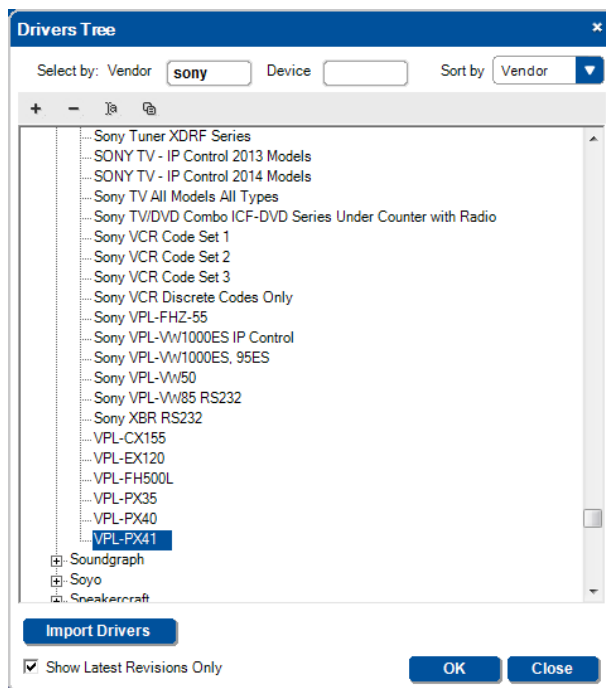 Drivers Tree
Select by: Vendor sony Device Sort by Vendor
Sony Tuner XDRF Series
SONY TV - IP Control 2013 Models
SONY TV - IP Control 2014 Models
Sony TV All Models All Types
Sony TV/DVD Combo ICF-DVD Series Under Counter with Radio
Sony VCR Code Set 1
Sony VCR Code Set 2
Sony VCR Code Set 3
Sony VCR Discrete Codes Only
Sony VPL-FHZ-55
Sony VPL-VW1000ES IP Control
Sony VPL-VW1000ES, 95ES
Sony VPL-VW50
Sony VPL-VW85 RS232
Sony XBR RS232
VPL-CX155
VPL-EX120
VPL-FH500L
VPL-PX35
VPL-PX40
VPL-PX41
Soundgraph
Soyo
Speakercraft
Import Drivers
Show Latest Revisions Only
OK Close